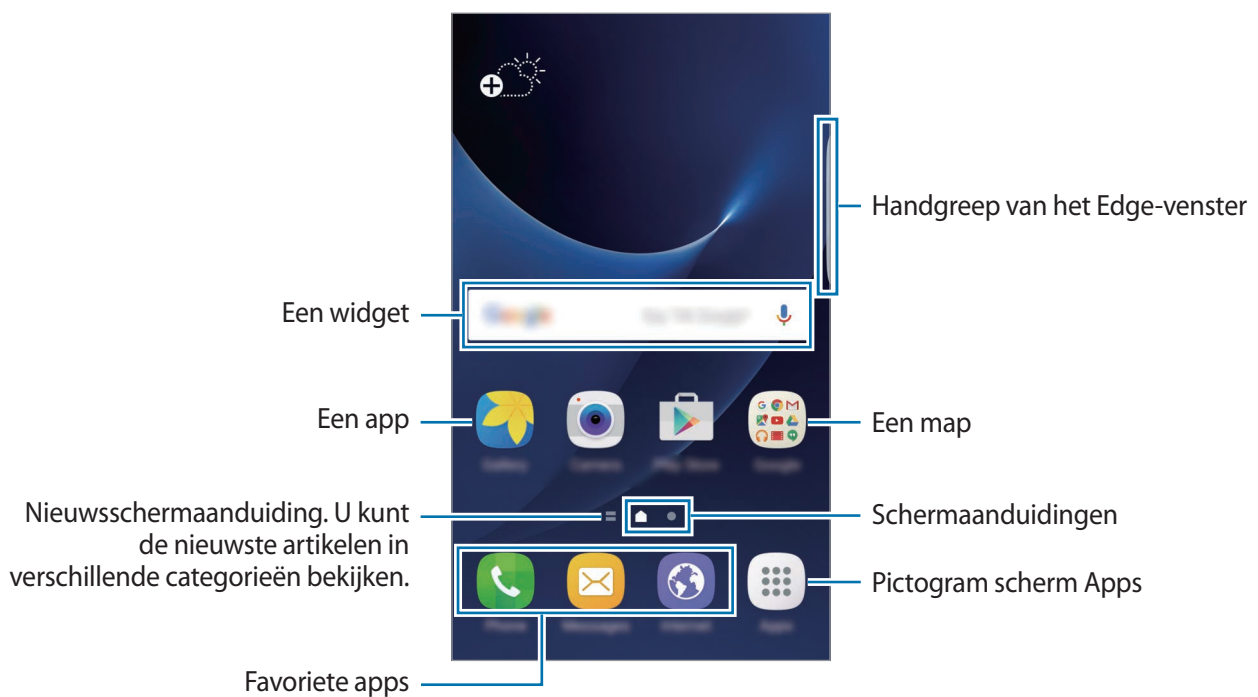 Handgreep van het Edge-venster
Een widget
Een app
Een map
Nieuwsschermaanduiding. U kunt
de nieuwste artikelen in
verschillende categorieën bekijken.
Schermaanduidingen
Pictogram scherm Apps
Favoriete apps